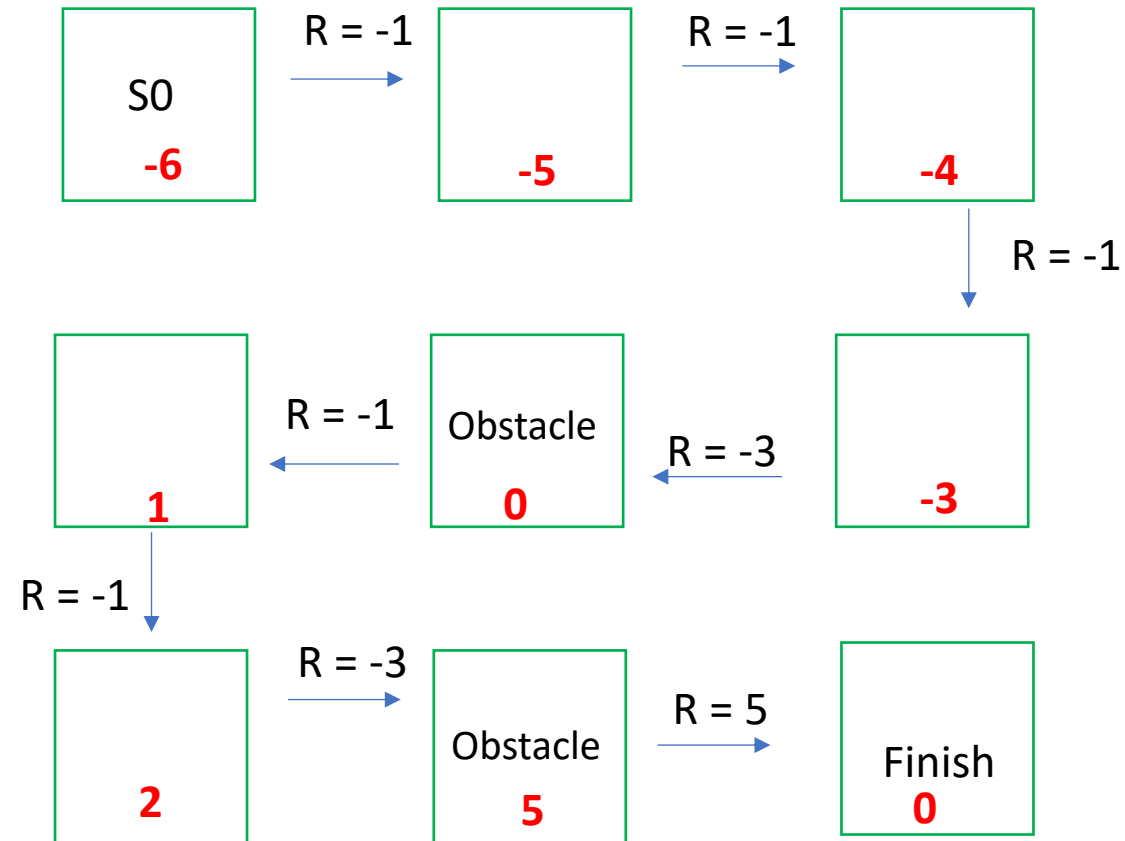 R = -1
R = -1
S0
-6
-5
-4
R = -1
R = -1
Obstacle
R = -3
1
0
-3
R = -1
R = -3
R = 5
Obstacle
Finish
2
5
0